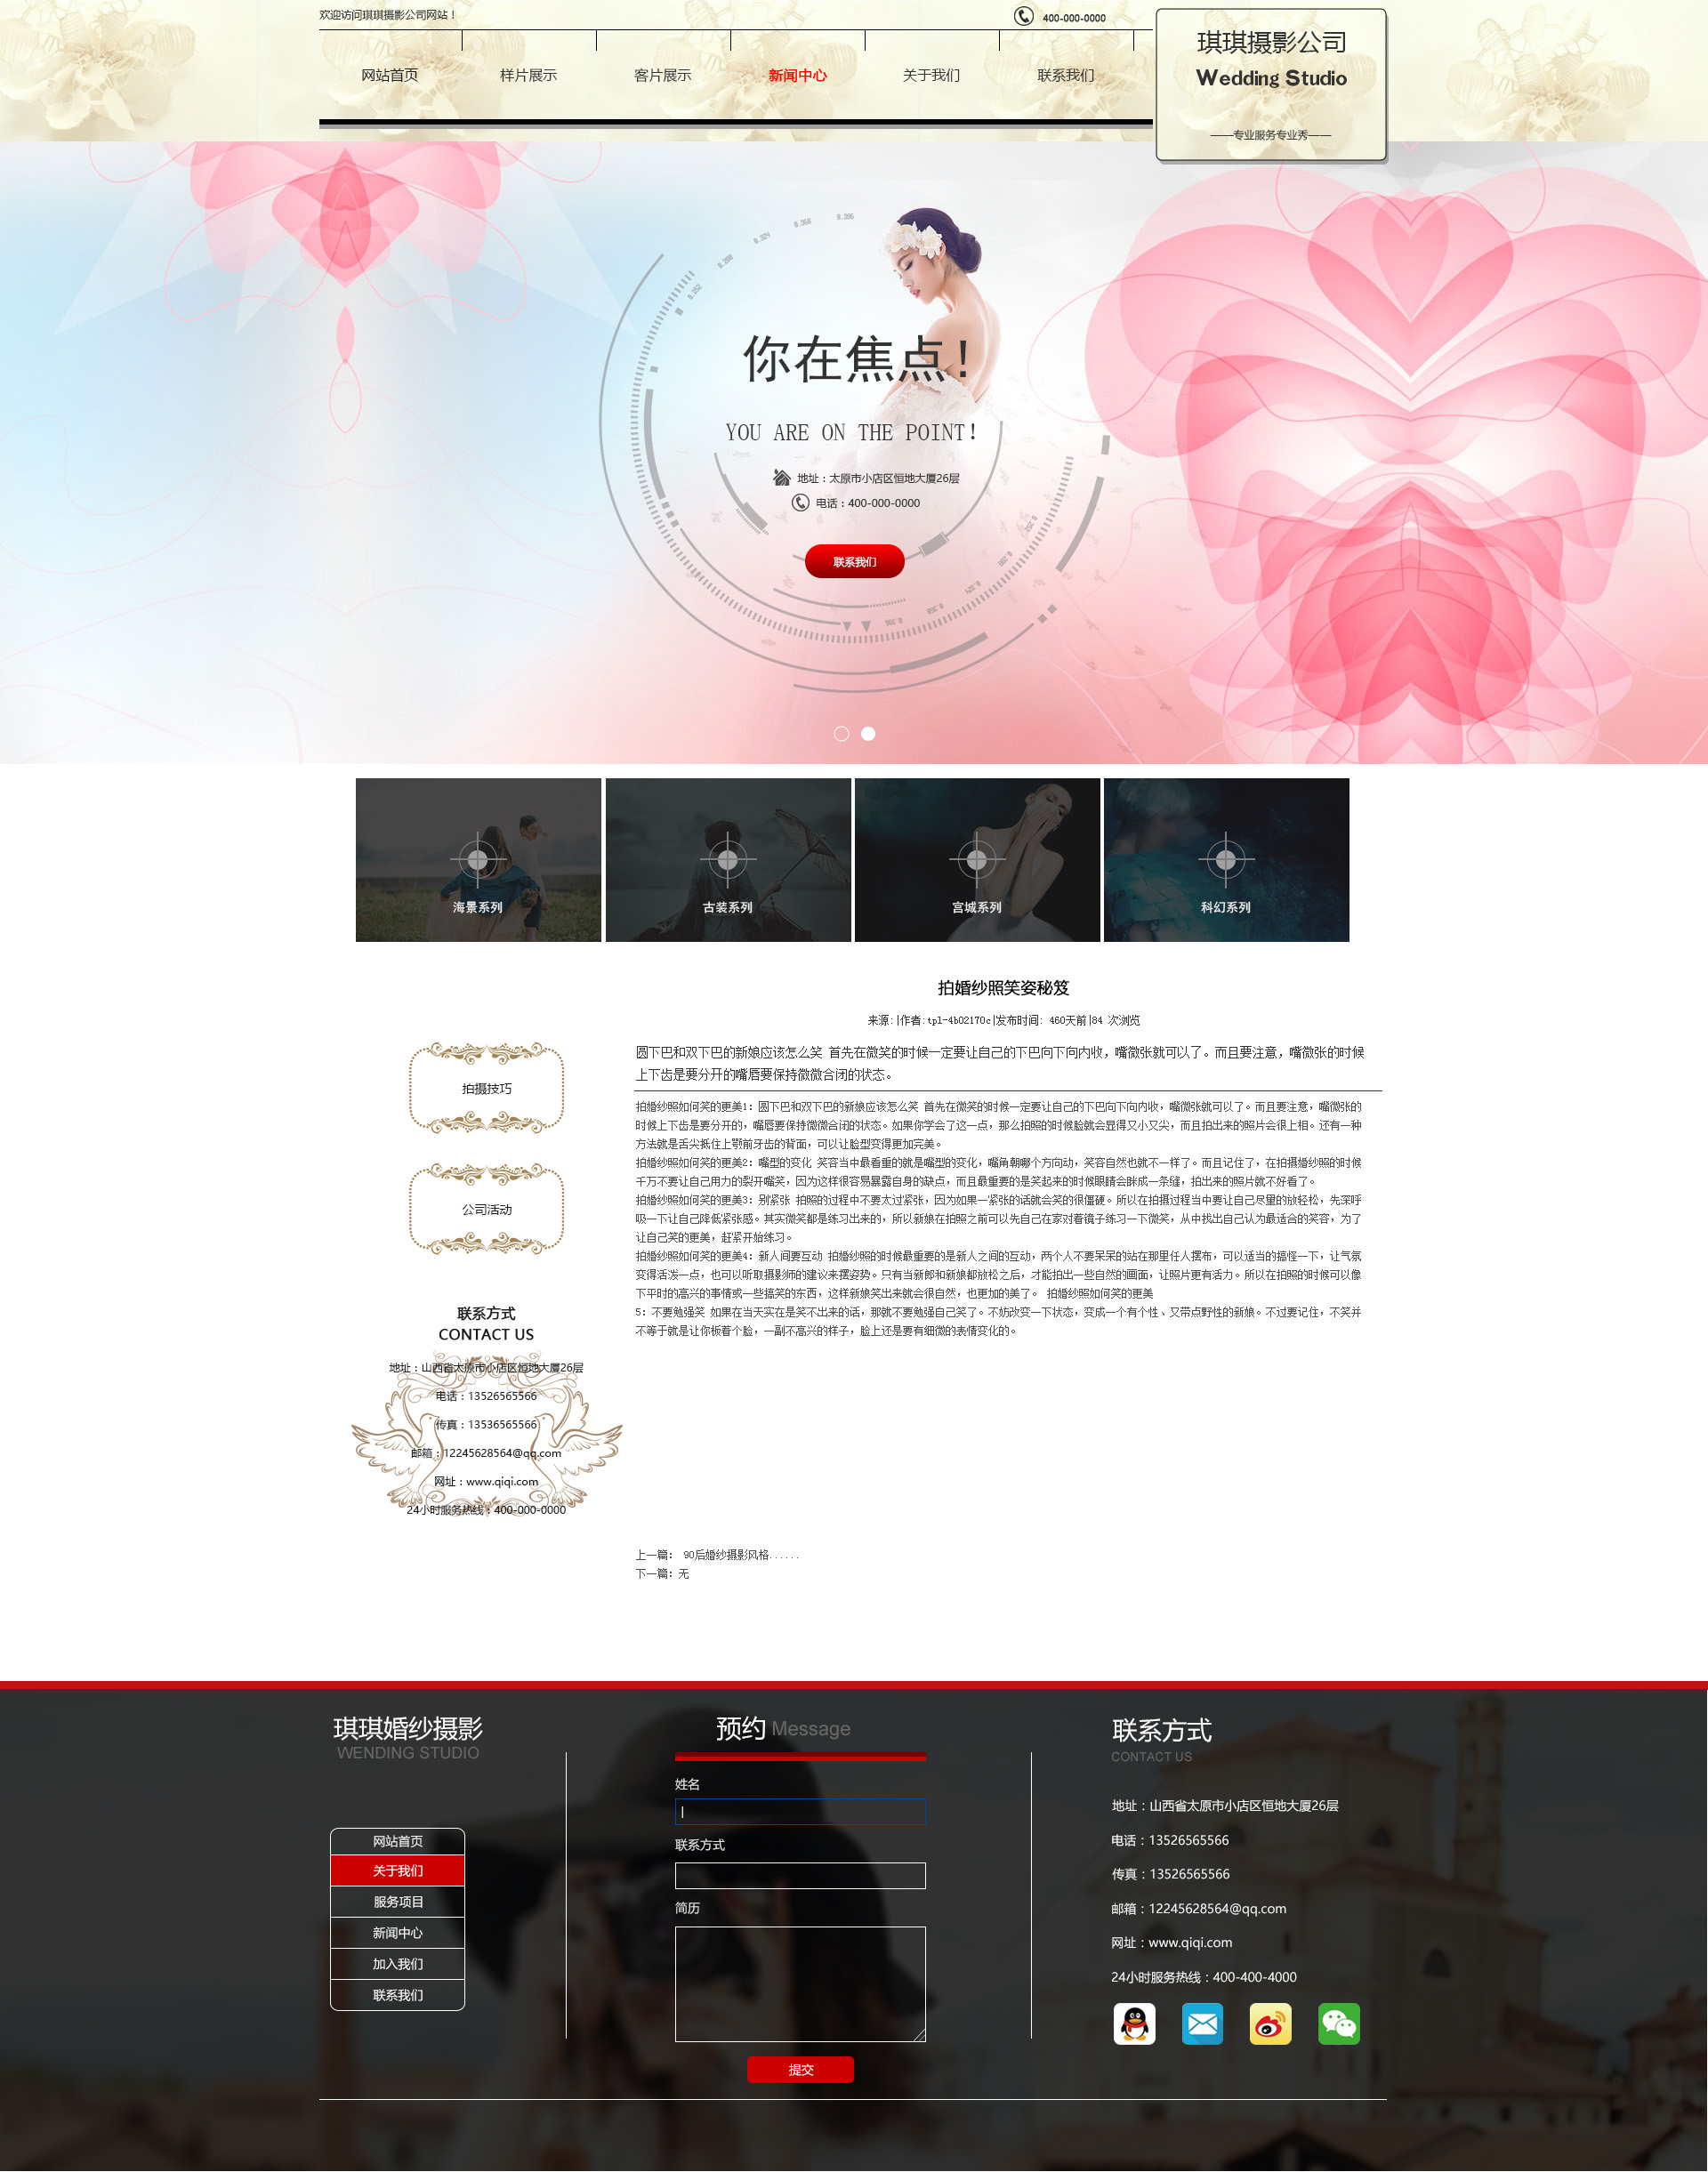 欢迎访问琪琪摄影公司网站！
400-000-0000
网站首页
样片展示
客片展示
新闻中心
关于我们
联系我们
琪琪摄影公司
Wedding Studio
——专业服务专业秀——
0.252
0.280
0.324
0.360
0.396
你在焦点!
YOU ARE ON THE POINT!
地址：太原市小店区恒地大厦26层
电话：400-000-0000
联系我们
0.252
0.280
0.324
0.360
0.396
海景系列
古装系列
宫城系列
科幻系列
拍婚纱照笑姿秘笈
来源:|作者:tpl-4b02170c|发布时间: 460天前|84 次浏览
圆下巴和双下巴的新娘应该怎么笑 首先在微笑的时候一定要让自己的下巴向下向内收，嘴微张就可以了。而且要注意，嘴微张的时候
上下齿是要分开的嘴唇要保持微微合闭的状态。
拍婚纱照如何笑的更美1: 圆下巴和双下巴的新娘应该怎么笑 首先在微笑的时候一定要让自己的下巴向下向内收，嘴微张就可以了。而且要注意，嘴微张的
时候上下齿是要分开的，嘴唇要保持微微合闭的状态。如果你学会了这一点，那么拍照的时候脸就会显得又小又尖，而且拍出来的照片会很上相。还有一种
方法就是舌尖抵住上颚前牙齿的背面，可以让脸型变得更加完美。
拍婚纱照如何笑的更美2: 嘴型的变化 笑容当中最看重的就是嘴型的变化，嘴角朝哪个方向动，笑容自然也就不一样了。而且记住了，在拍摄婚纱照的时候
千万不要让自己用力的裂开嘴笑，因为这样很容易暴露自身的缺点，而且最重要的是笑起来的时候眼睛会眯成一条缝，拍出来的照片就不好看了。
拍婚纱照如何笑的更美3: 别紧张 拍照的过程中不要太过紧张，因为如果一紧张的话就会笑的很僵硬。所以在拍摄过程当中要让自己尽量的放轻松，先深呼
吸一下让自己降低紧张感。其实微笑都是练习出来的，所以新娘在拍照之前可以先自己在家对着镜子练习一下微笑，从中找出自己认为最适合的笑容，为了
让自己笑的更美，赶紧开始练习。
拍婚纱照如何笑的更美4: 新人间要互动 拍婚纱照的时候最重要的是新人之间的互动，两个人不要呆呆的站在那里任人摆布，可以适当的搞怪一下，让气氛
变得活泼一点，也可以听取摄影师的建议来摆姿势。只有当新郎和新娘都放松之后，才能拍出一些自然的画面，让照片更有活力。所以在拍照的时候可以像
下平时的高兴的事情或一些搞笑的东西，这样新娘笑出来就会很自然，也更加的美了。 拍婚纱照如何笑的更美
5: 不要勉强笑 如果在当天实在是笑不出来的话，那就不要勉强自己笑了。不妨改变一下状态，变成一个有个性、又带点野性的新娘。不过要记住，不笑并
不等于就是让你板着个脸，一副不高兴的样子，脸上还是要有细微的表情变化的。
拍摄技巧
公司活动
联系方式
CONTACT US
地址：山西省太原市小店区恒地大厦26层
电话：13526565566
传真：13536565566
邮箱：12245628564@qq.com
网址：www.qiqi.com
24小时服务热线：400-000-0000
上一篇: 90后婚纱摄影风格......
下一篇: 无
琪琪婚纱摄影
WENDING STUDIO
网站首页
关于我们
服务项目
新闻中心
加入我们
联系我们
预约 Message
姓名
联系方式
简历
提交
联系方式
CONTACT US
地址：山西省太原市小店区恒地大厦26层
电话：13526565566
传真：13526565566
邮箱：12245628564@qq.com
网址：www.qiqi.com
24小时服务热线：400-400-4000